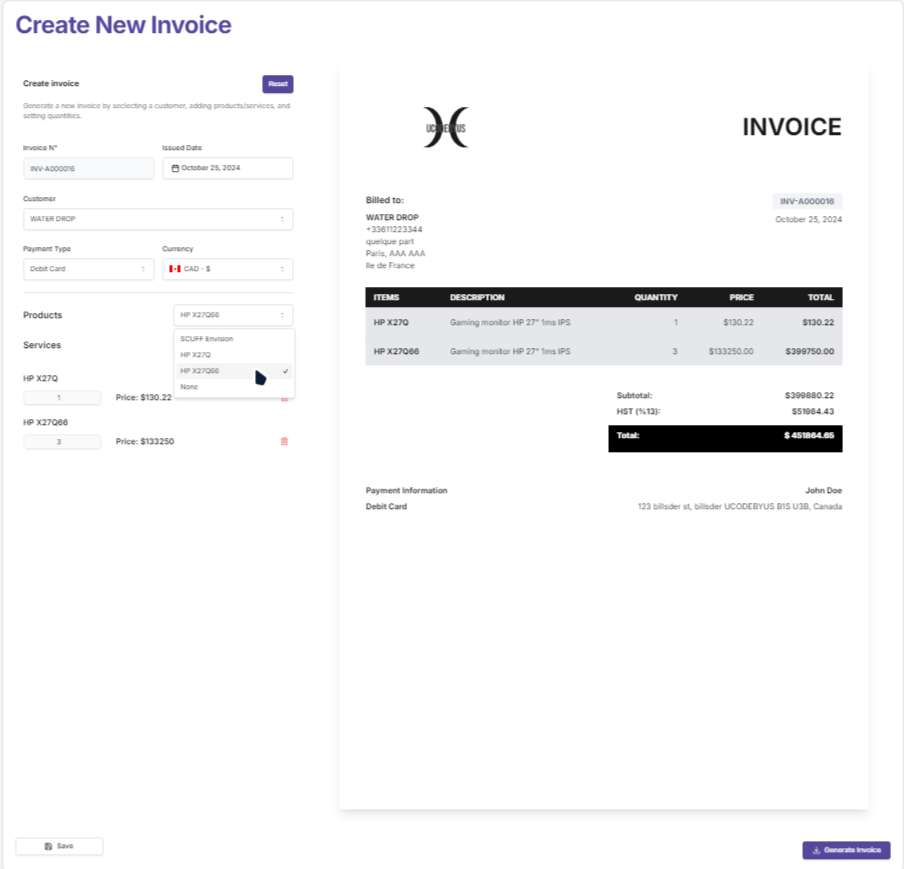 Create New Invoice
Create invoice
Reset
Generate a new invoice by seclecting a customer, adding products/services, and
setting quantities.
Invoice N°
Issued Date
INV-A000016
October 25, 2024
Customer
WATER DROP
Payment Type
Currency
Debit Card
CAD - $
Products
HP X27Q66
Services
SCUFF Envision
HP X27Q
HP X27Q66
None
HP X27Q
1
Price: $130.22
HP X27Q66
3
Price: $133250
Save
UCODEBYUS
INVOICE
Billed to:
INV-A000016
WATER DROP
October 25, 2024
+33611223344
quelque part
Paris, AAA AAA
Ile de France
ITEMS DESCRIPTION QUANTITY PRICE TOTAL
HP X27Q Gaming monitor HP 27" 1ms IPS 1 $130.22 $130.22
HP X27Q66 Gaming monitor HP 27" 1ms IPS 3 $133250.00 $399750.00
Subtotal: $399880.22
HST (%13): $51984.43
Total: $ 451864.65
Payment Information
John Doe
Debit Card
123 billsder st, billsder UCODEBYUS B1S U3B, Canada
Generate Invoice